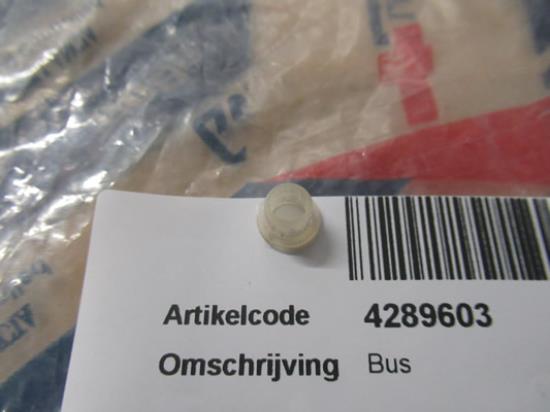 Artikelcode 4289603
Omschrijving Bus